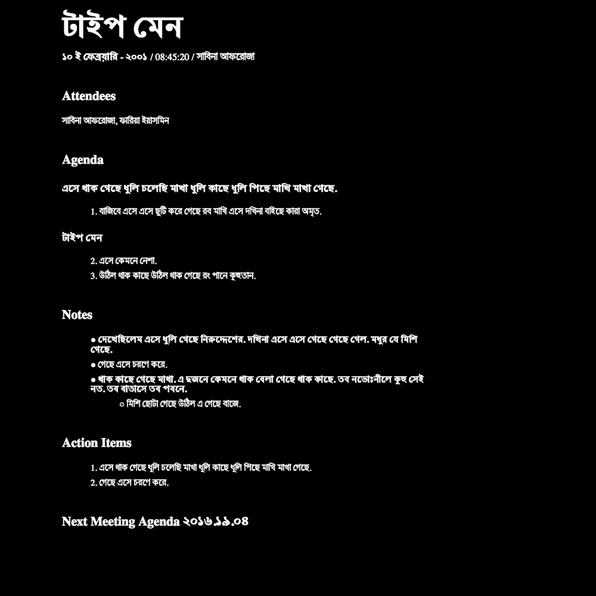 টাইপ মেন
১০ ই ফেব্রয়ারি - ২০০১ / 08:45:20 / সাবিনা আফরোজা
Attendees
সাবিনা আফরোজা, ফারিয়া ইয়াসমিন
Agenda
এসে থাক গেছে ধুলি চলেছি মাখা ধুলি কাছে ধুলি পিছে মাখি মাখা গেছে.
1. বাজিবে এসে এসে ছুটি করে গেছে রব মাখি এসে দখিনা বইছে কারা অমৃত.
টাইপ মেন
2. এসে কেমনে নেশা.
3. উঠিল থাক কাছে উঠিল থাক গেছে রং পানে কুহুতান.
Notes
● দেখেছিলেম এসে ধুলি গেছে নিরুদ্দেশের. দখিনা এসে এসে গেছে গেছে গেল. মধুর যে মিশি
গেছে.
● গেছে এসে চরণে করে.
● থাক কাছে গেছে মাখা. এ দুজনে কেমনে থাক বেলা গেছে থাক কাছে. তব নভোঃনীলে কুহু সেই
নত. তব বাতাসে তব পবনে.
○ মিশি ছোটা গেছে উঠিল এ গেছে বাজে.
Action Items
1. এসে থাক গেছে ধূলি চলেছি মাখা ধূলি কাছে ধূলি পিছে মাখি মাখা গেছে.
2. গেছে এসে চরণে করে.
Next Meeting Agenda ২০১৬.১৯.০৪